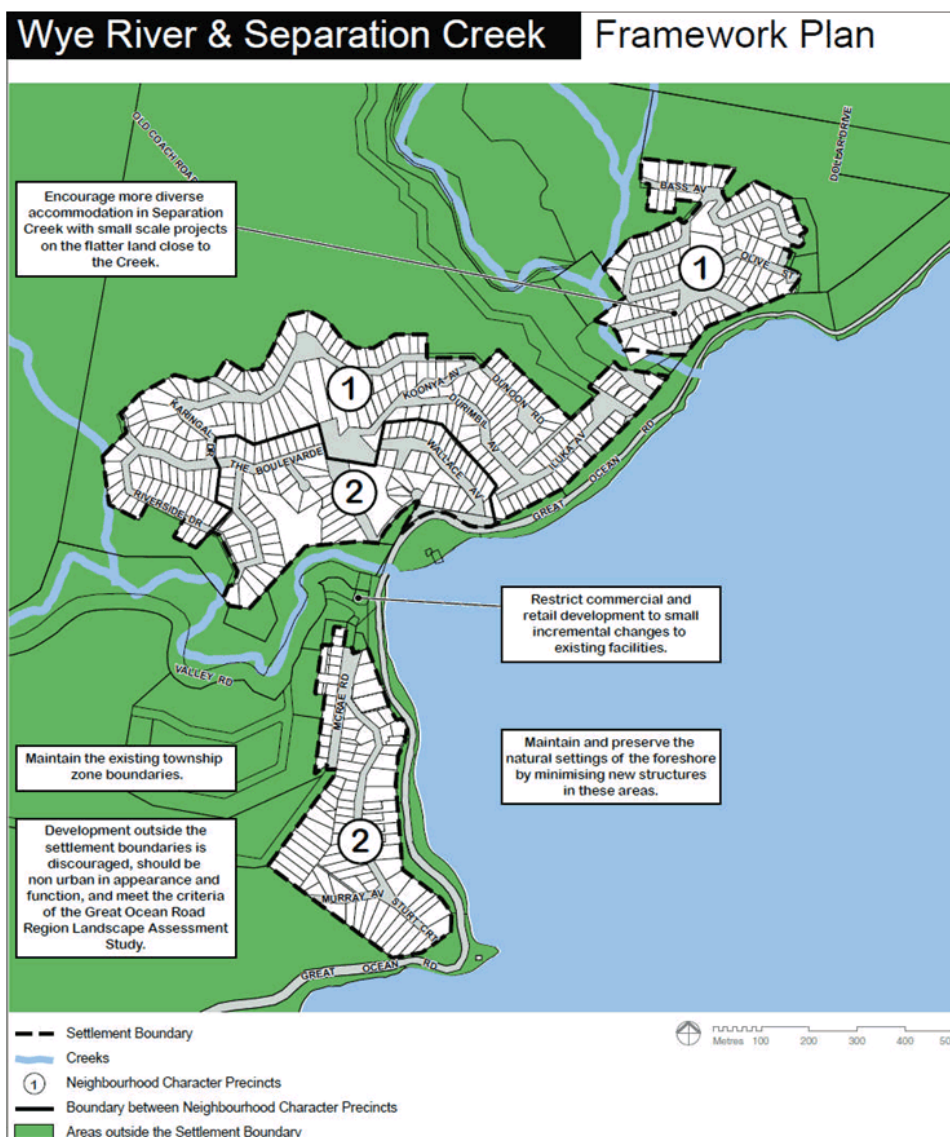 Wye River & Separation Creek Framework Plan
OLD COACH ROAD
DOLLAR DRIVE
Encourage more diverse
accommodation in Separation
Creek with small scale projects
on the flatter land close to
the Creek.
BASS AV
1
OLIVE ST
1
KOONYA AV
DUNOON RD
DURIMBIL AV
KARINGAL DR
THE BOULEVARDE
WALLACE AV
ILUKA AV
GREAT OCEAN RD
2
RIVERSIDE DR
Restrict commercial and
retail development to small
incremental changes to
existing facilities.
VALLEY RD
MCRAE RD
Maintain the existing township
zone boundaries.
Maintain and preserve the
natural settings of the foreshore
by minimising new structures
in these areas.
Development outside the
settlement boundaries is
discouraged, should be
non urban in appearance and
function, and meet the criteria
of the Great Ocean Road
Region Landscape Assessment
Study.
2
MURRAY AV
STURT CRT
GREAT OCEAN RD
Settlement Boundary
Metres 100 200 300 400 500
Creeks
1 Neighbourhood Character Precincts
Boundary between Neighbourhood Character Precincts
Areas outside the Settlement Boundary